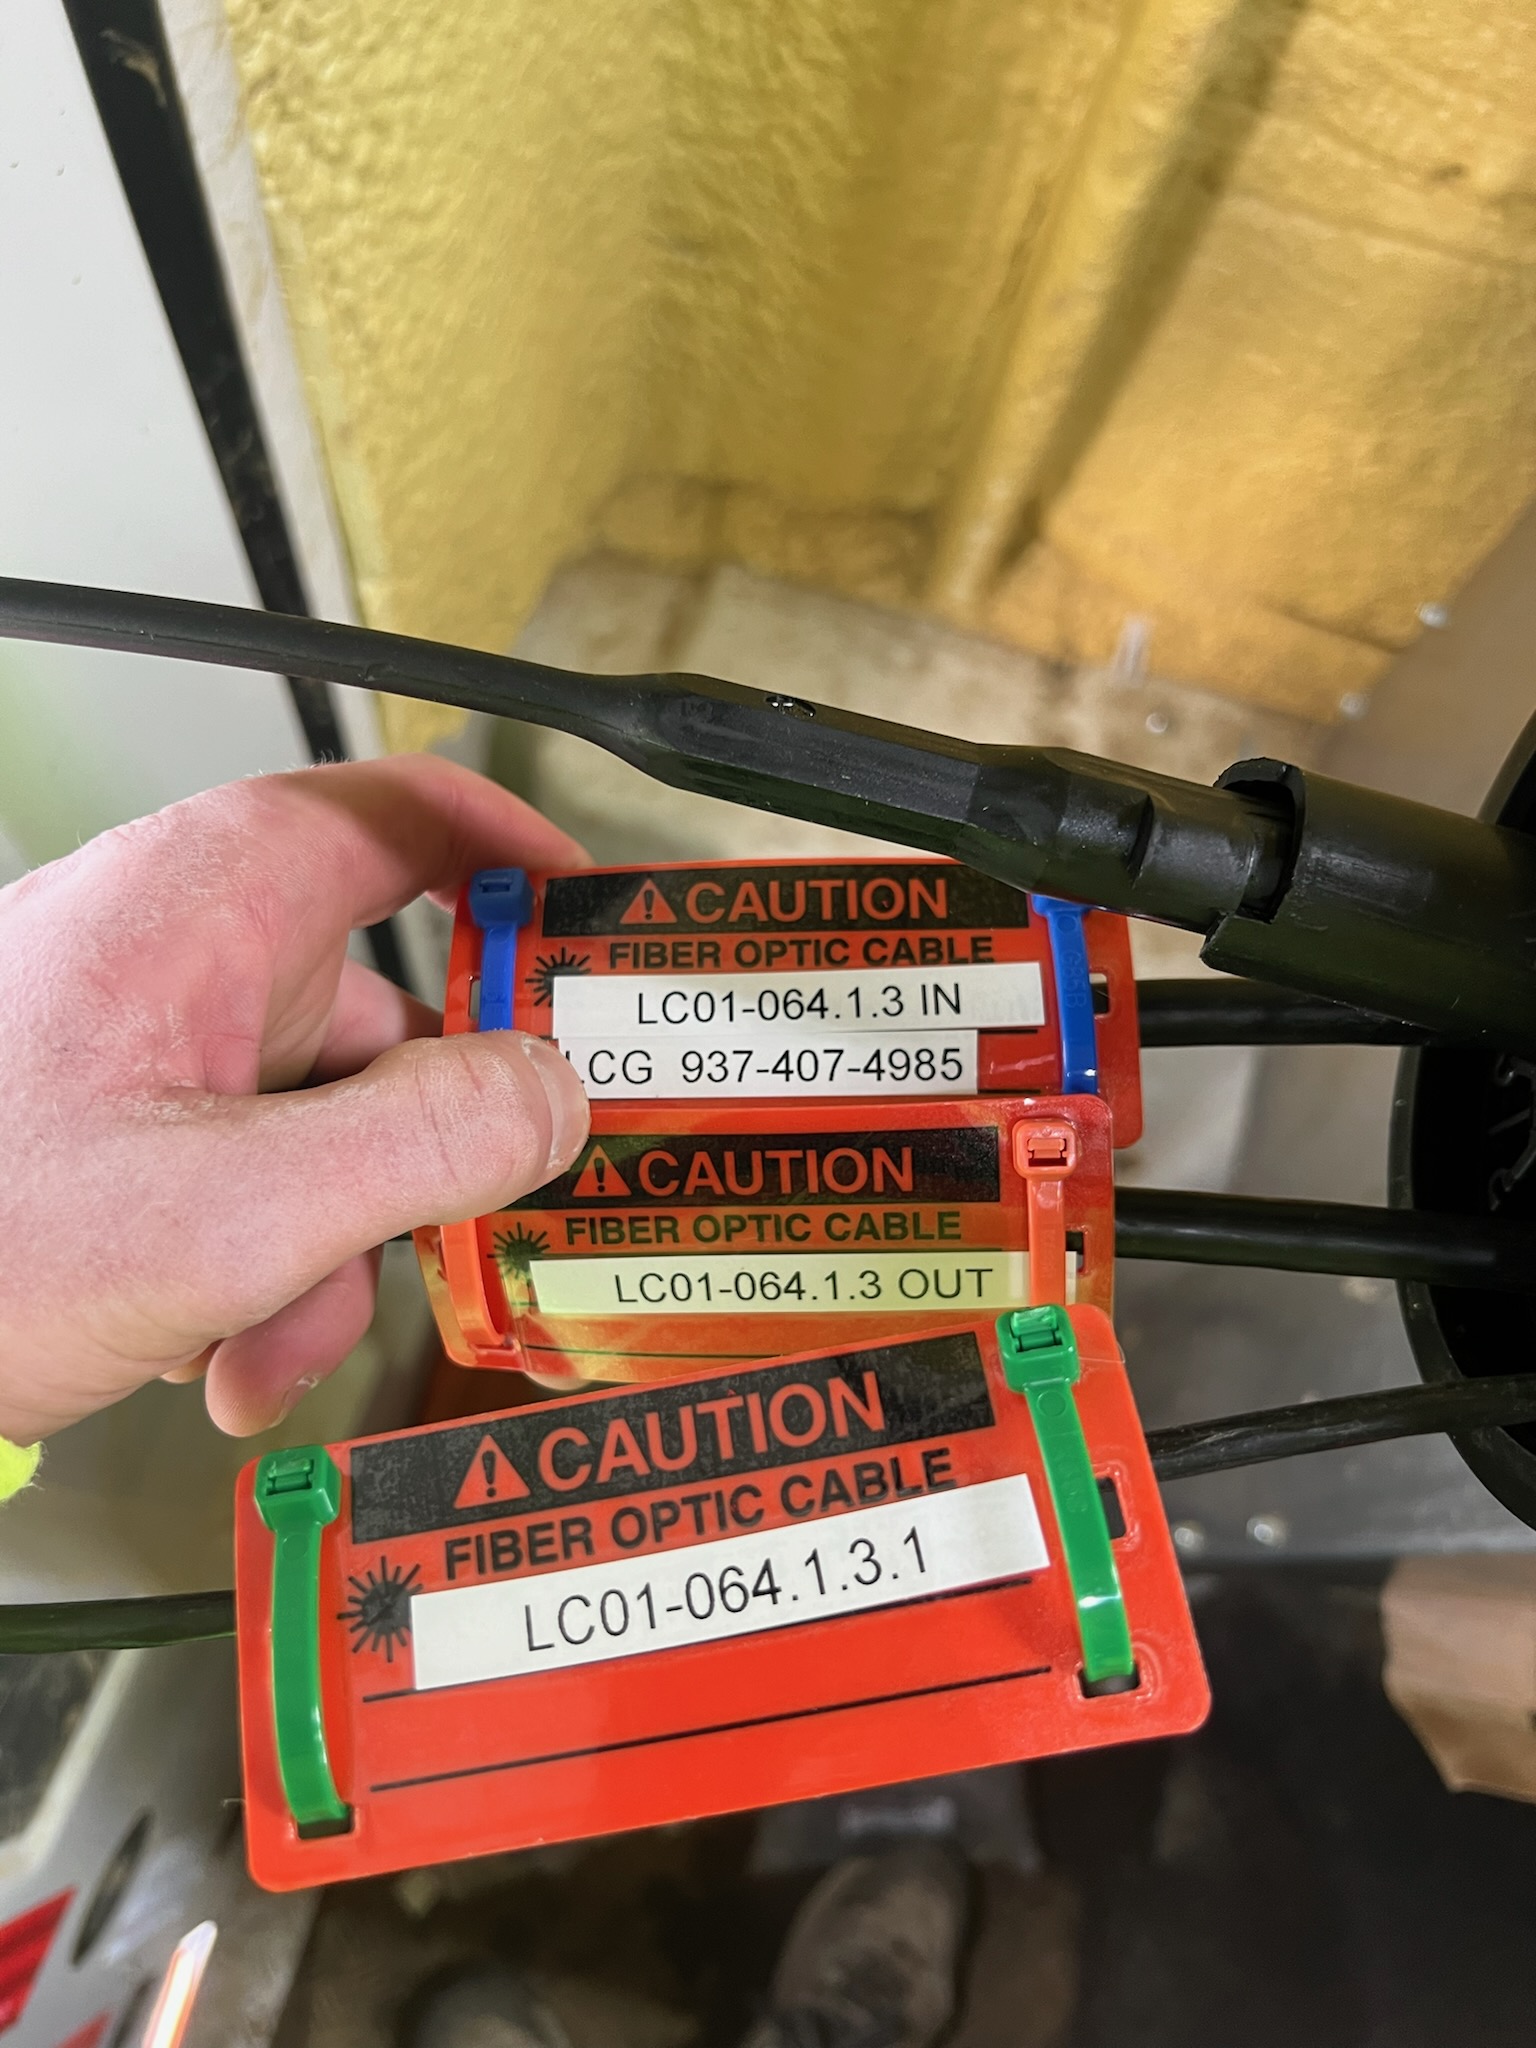 CAUTION
FIBER OPTIC CABLE
LC01-064.1.3 IN
LCG 937-407-4985
CAUTION
FIBER OPTIC CABLE
LC01-064.1.3 OUT
CAUTION
FIBER OPTIC CABLE
LC01-064.1.3.1